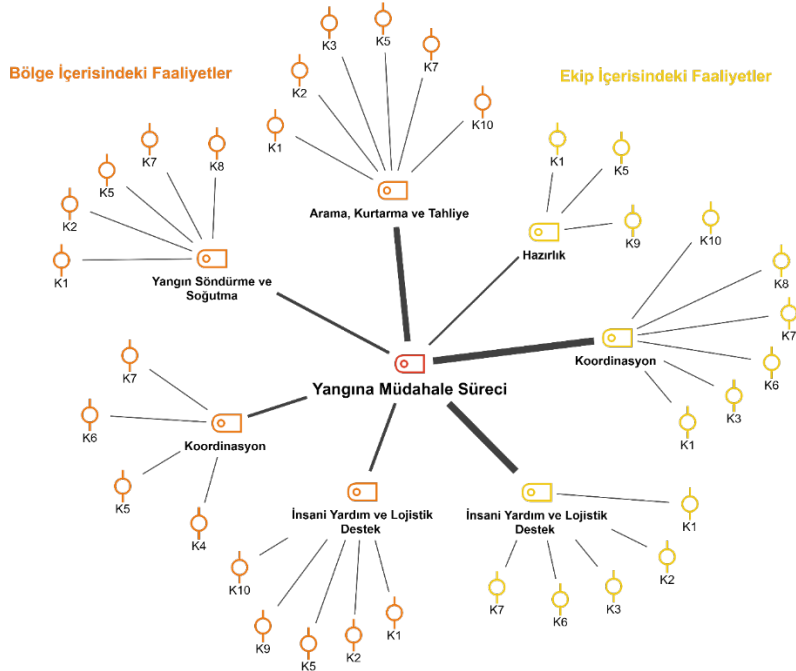 Bölge İçerisindeki Faaliyetler
Ekip İçerisindeki Faaliyetler
K1
K2
K3
K5
K7
K10
Arama, Kurtarma ve Tahliye
K1
K2
K5
K7
K8
Yangın Söndürme ve
Soğutma
K1
K5
K9
Hazırlık
K10
K8
K7
K6
K3
K1
Koordinasyon
Yangına Müdahale Süreci
K7
K6
K5
K4
Koordinasyon
İnsani Yardım ve Lojistik
Destek
K10
K9
K5
K2
K1
İnsani Yardım ve Lojistik
Destek
K1
K2
K3
K6
K7